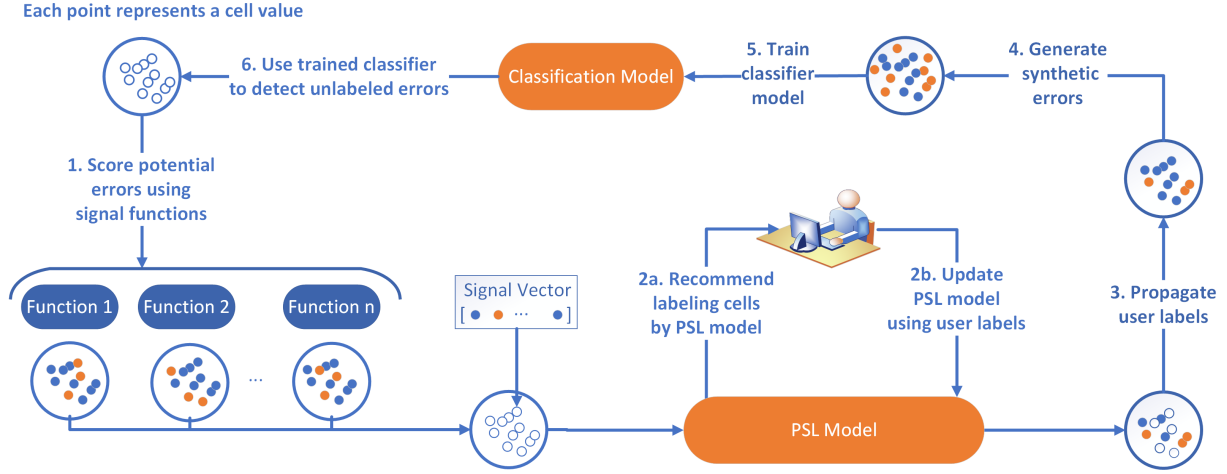 Each point represents a cell value
6. Use trained classifier
to detect unlabeled errors
Classification Model
5. Train
classifier
model
4. Generate
synthetic
errors
1. Score potential
errors using
signal functions
Function 1
Function 2
...
Function n
...
Signal Vector
[ ... ]
2a. Recommend
labeling cells
by PSL model
2b. Update
PSL model
using user labels
3. Propagate
user labels
PSL Model